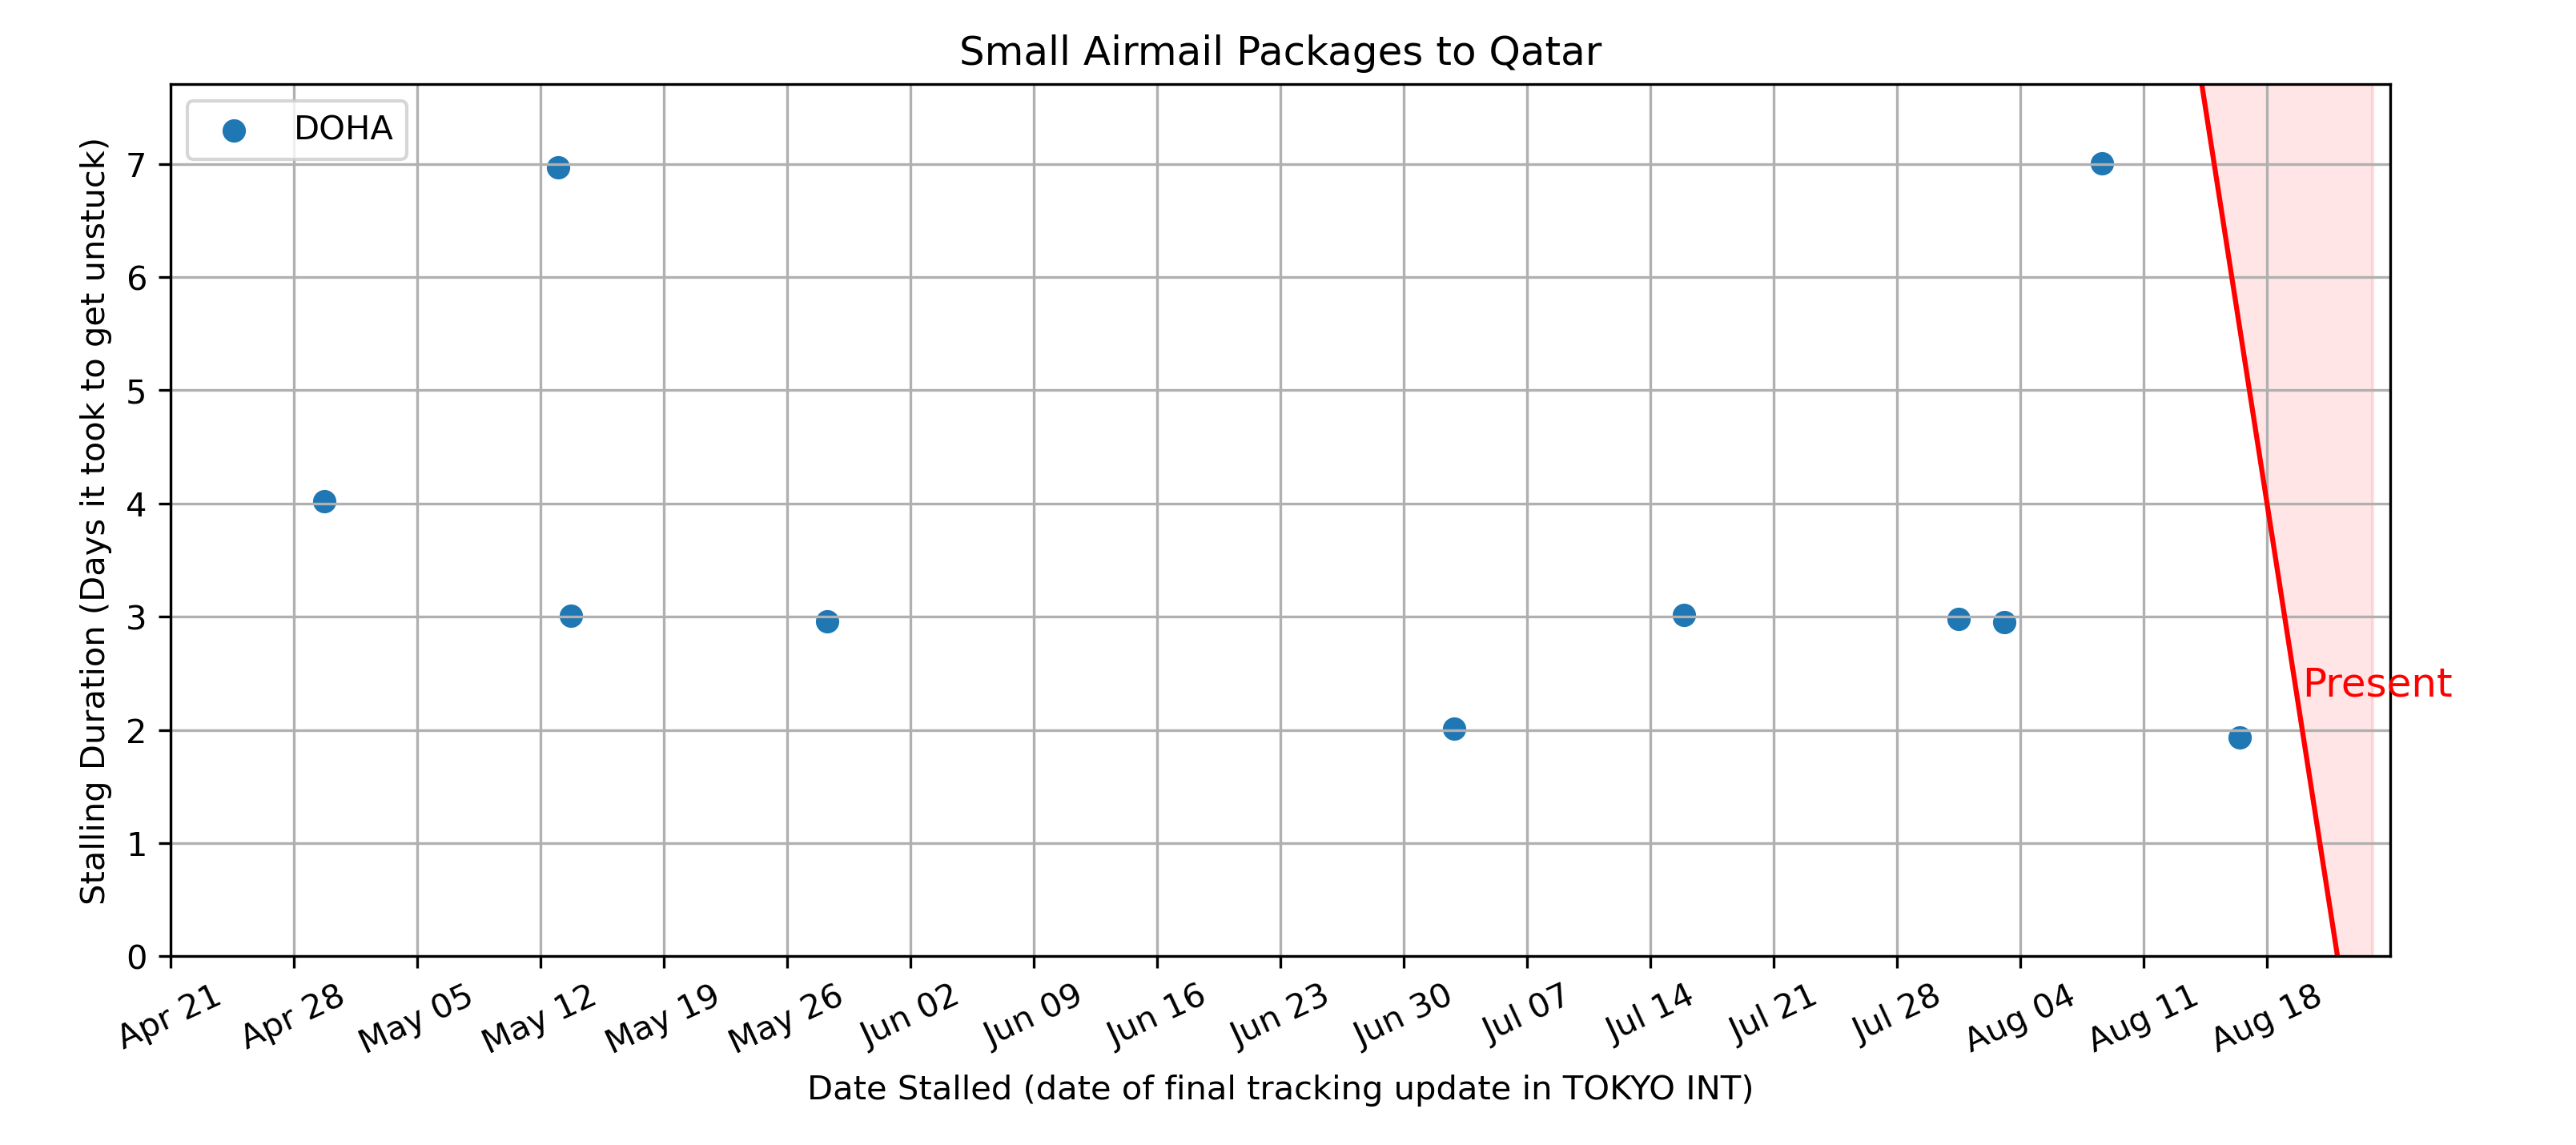 Small Airmail Packages to Qatar
DOHA
Stalling Duration (Days it took to get unstuck)
7
6
5
4
3
2
1
0
Present
Apr 21
Apr 28
May 05
May 12
May 19
May 26
Jun 02
Jun 09
Jun 16
Jun 23
Jun 30
Jul 07
Jul 14
Jul 21
Jul 28
Aug 04
Aug 11
Aug 18
Date Stalled (date of final tracking update in TOKYO INT)